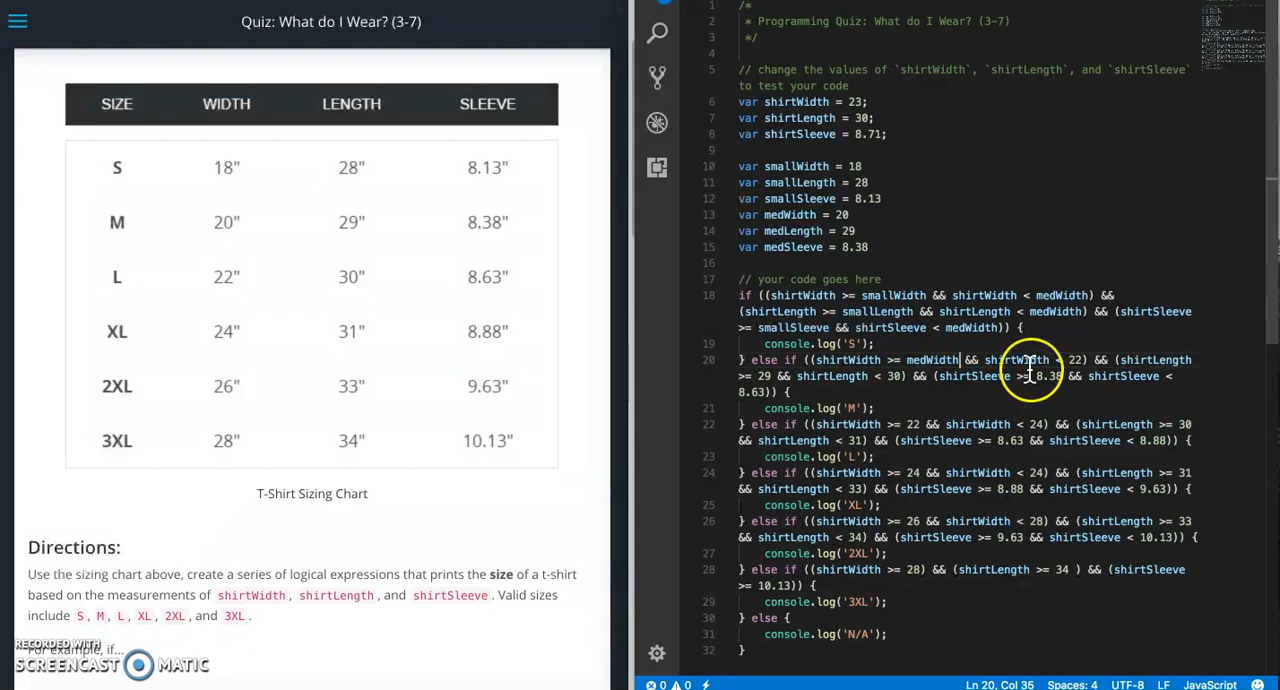 Quiz: What do I Wear? (3-7)
SIZE WIDTH LENGTH SLEEVE
S 18" 28" 8.13"
M 20" 29" 8.38"
L 22" 30" 8.63"
XL 24" 31" 8.88"
2XL 26" 33" 9.63"
3XL 28" 34" 10.13"
T-Shirt Sizing Chart
Directions:
Use the sizing chart above, create a series of logical expressions that prints the size of a t-shirt
based on the measurements of shirtWidth, shirtLength, and shirtSleeve. Valid sizes
include S, M, L, XL, 2XL, and 3XL.
For example, if...
RECORDED WITH
SCREENCAST MATIC
1 /*
2 * Programming Quiz: What do I Wear? (3-7)
3 */
4
5 // change the values of `shirtWidth`, `shirtLength`, and `shirtSleeve`
to test your code
6 var shirtWidth = 23;
7 var shirtLength = 30;
8 var shirtSleeve = 8.71;
9
10 var smallWidth = 18
11 var smallLength = 28
12 var smallSleeve = 8.13
13 var medWidth = 20
14 var medLength = 29
15 var medSleeve = 8.38
16
17 // your code goes here
18 if ((shirtWidth >= smallWidth && shirtWidth < medWidth) &&
(shirtLength >= smallLength && shirtLength < medWidth) && (shirtSleeve
>= smallSleeve && shirtSleeve < medWidth)) {
19 console.log('S');
20 } else if ((shirtWidth >= medWidth && shirtWidth < 22) && (shirtLength
>= 29 && shirtLength < 30) && (shirtSleeve >= 8.38 && shirtSleeve <
8.63)) {
21 console.log('M');
22 } else if ((shirtWidth >= 22 && shirtWidth < 24) && (shirtLength >= 30
&& shirtLength < 31) && (shirtSleeve >= 8.63 && shirtSleeve < 8.88)) {
23 console.log('L');
24 } else if ((shirtWidth >= 24 && shirtWidth < 24) && (shirtLength >= 31
&& shirtLength < 33) && (shirtSleeve >= 8.88 && shirtSleeve < 9.63)) {
25 console.log('XL');
26 } else if ((shirtWidth >= 26 && shirtWidth < 28) && (shirtLength >= 33
&& shirtLength < 34) && (shirtSleeve >= 9.63 && shirtSleeve < 10.13)) {
27 console.log('2XL');
28 } else if ((shirtWidth >= 28) && (shirtLength >= 34 ) && (shirtSleeve
>= 10.13)) {
29 console.log('3XL');
30 } else {
31 console.log('N/A');
32 }
0 0 Ln 20, Col 35 Spaces: 4 UTF-8 LF JavaScript